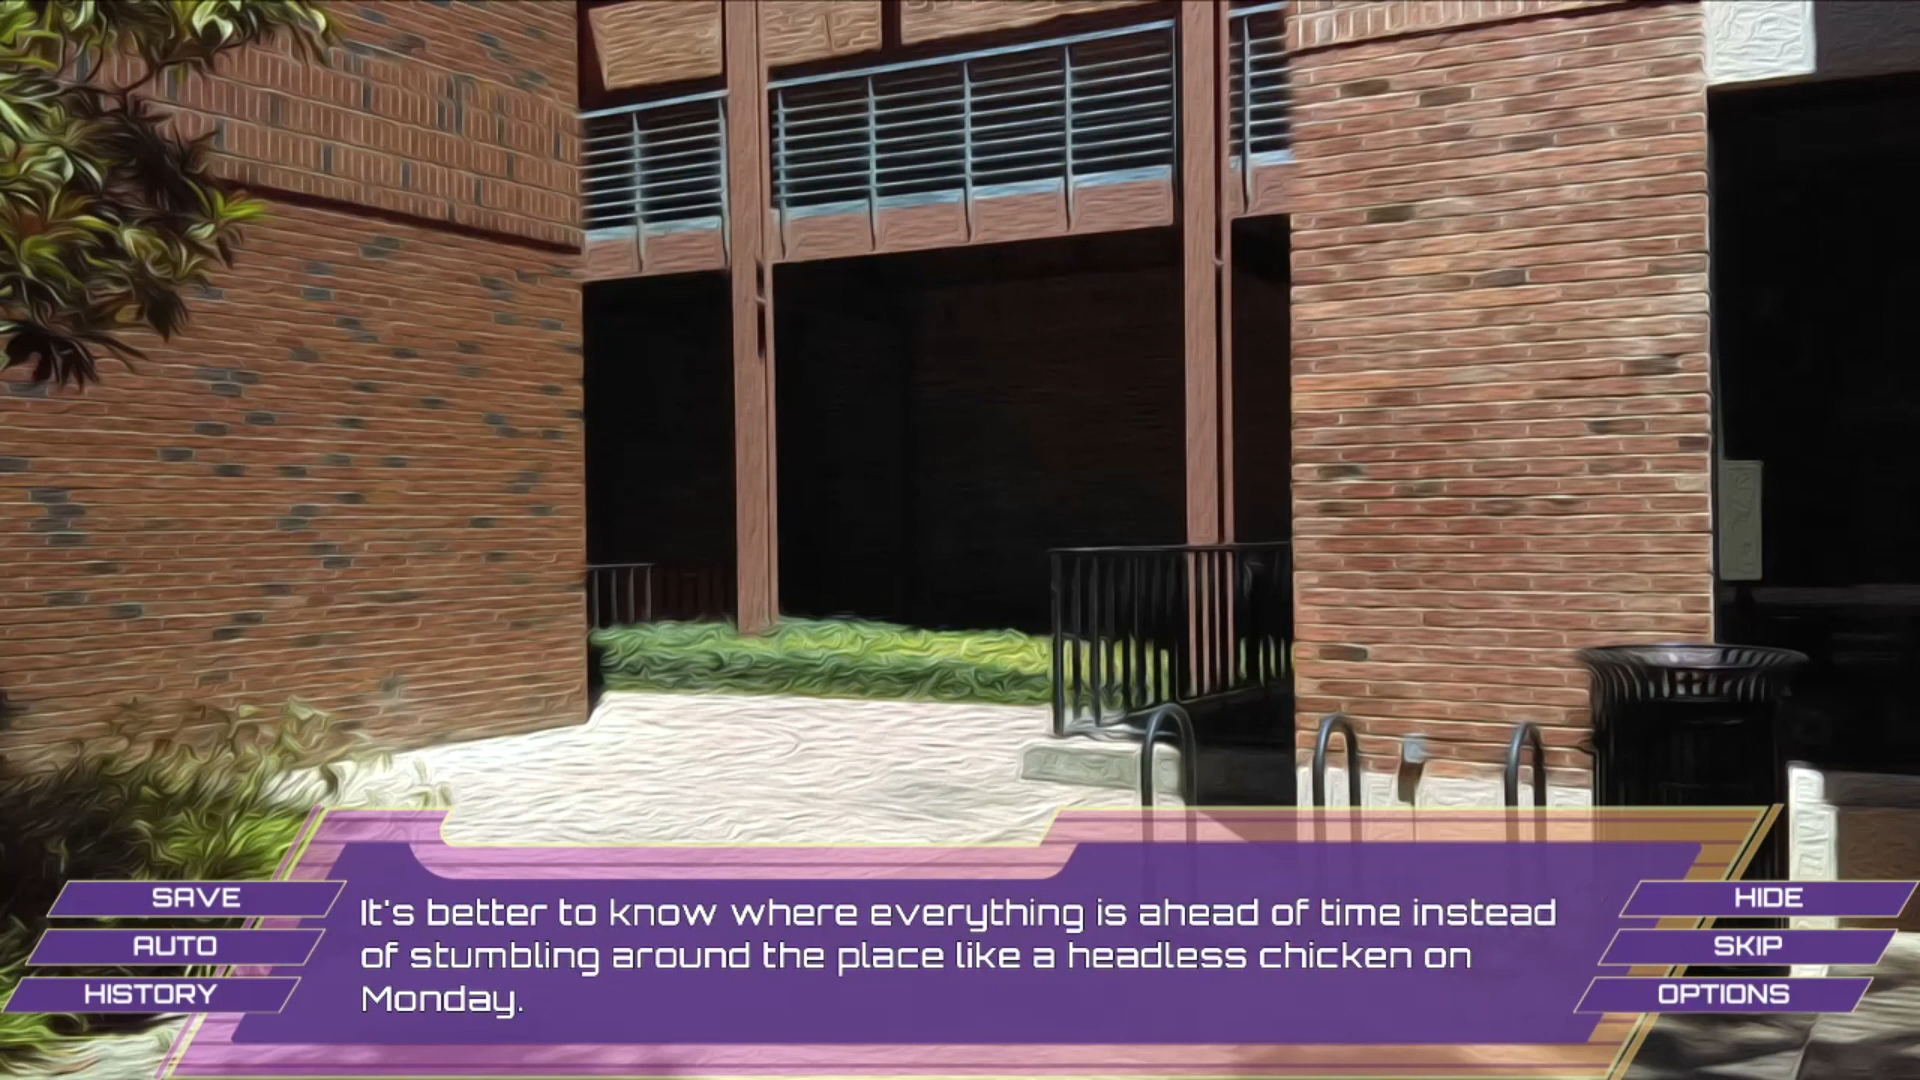 SAVE
AUTO
HISTORY
It's better to know where everything is ahead of time instead
of stumbling around the place like a headless chicken on
Monday.
HIDE
SKIP
OPTIONS